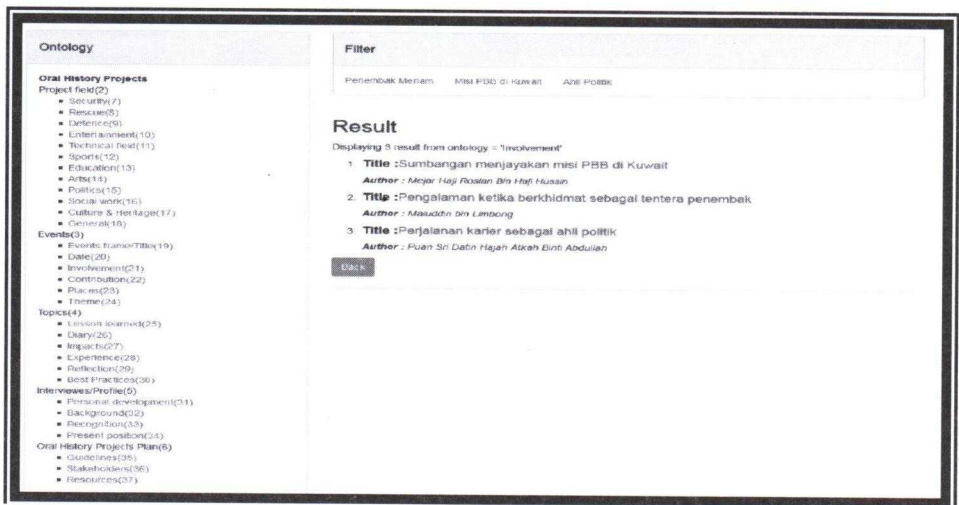 Ontology
Oral History Projects
Project field(2)
Security(7)
Rescue(8)
Defence(9)
Entertainment(10)
Technical field(11)
Sports(12)
Education(13)
Arts(14)
Politics(15)
Social work(16)
Culture & Heritage(17)
General(18)
Events(3)
Events frame/Title(19)
Date(20)
Involvement(21)
Contribution(22)
Places(23)
Theme(24)
Topics(4)
Lesson learned(25)
Diary(26)
Impacts(27)
Experience(28)
Reflection(29)
Best Practices(30)
Interviewes/Profile(5)
Personal development(31)
Background(32)
Recognition(33)
Present position(34)
Oral History Projects Plan(6)
Guidelines(35)
Stakeholders(36)
Resources(37)
Filter
Penembak Meriam Misi PBB di Kuwait Ahli Politik
Result
Displaying 3 result from ontology = 'Involvement'
1. Title :Sumbangan menjayakan misi PBB di Kuwait
Author : Mejar Haji Roslan Bin Haji Husain
2. Title :Pengalaman ketika berkhidmat sebagai tentera penembak
Author : Maiuddin bin Limbong
3. Title :Perjalanan karier sebagai ahli politik
Author : Puan Sri Datin Hajah Atkah Binti Abdullah
Back